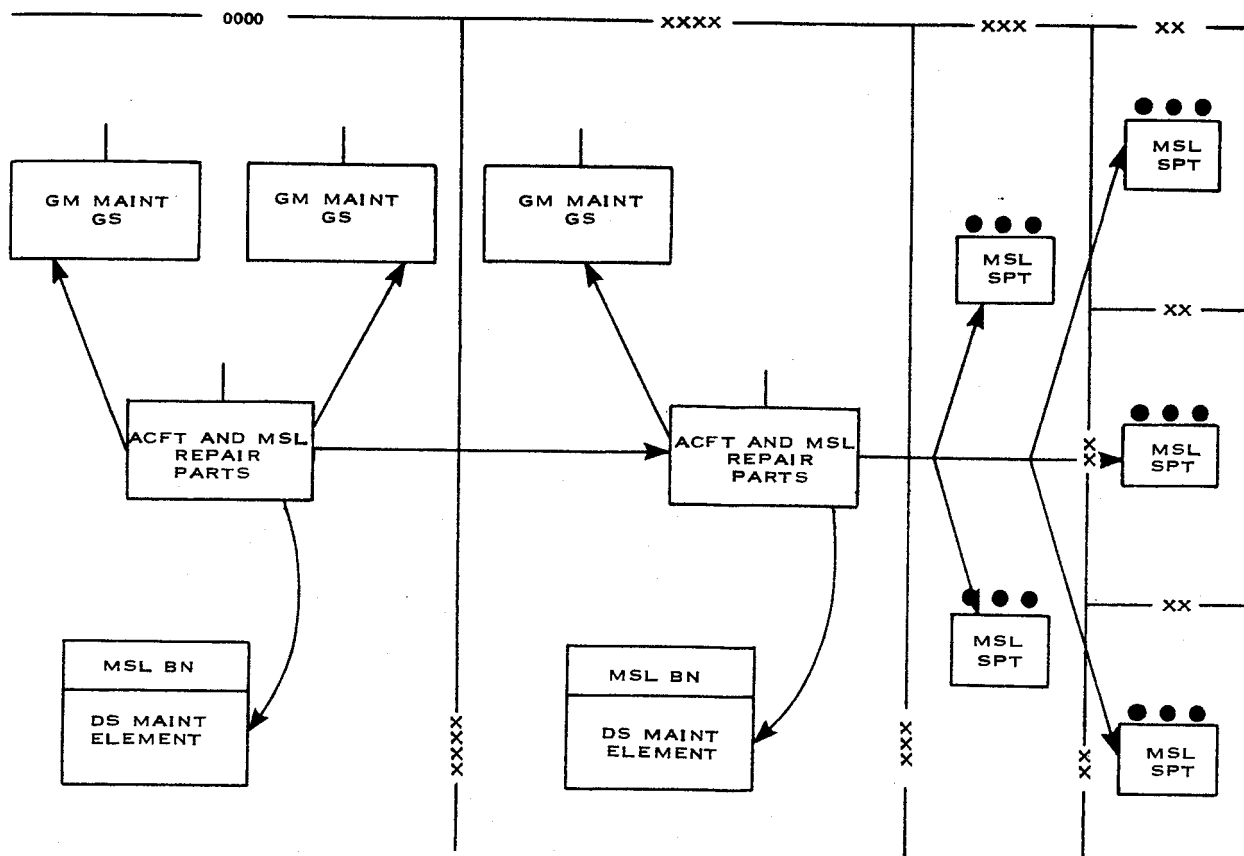 0000
XXXX
XXX
XX
MSL
SPT
GM MAINT
GS
GM MAINT
GS
GM MAINT
GS
MSL
SPT
XX
ACFT AND MSL
REPAIR
PARTS
ACFT AND MSL
REPAIR
PARTS
XX
XX
MSL
SPT
XX
MSL
SPT
MSL BN
DS MAINT
ELEMENT
MSL BN
DS MAINT
ELEMENT
XXXX
XXX
XX
MSL
SPT